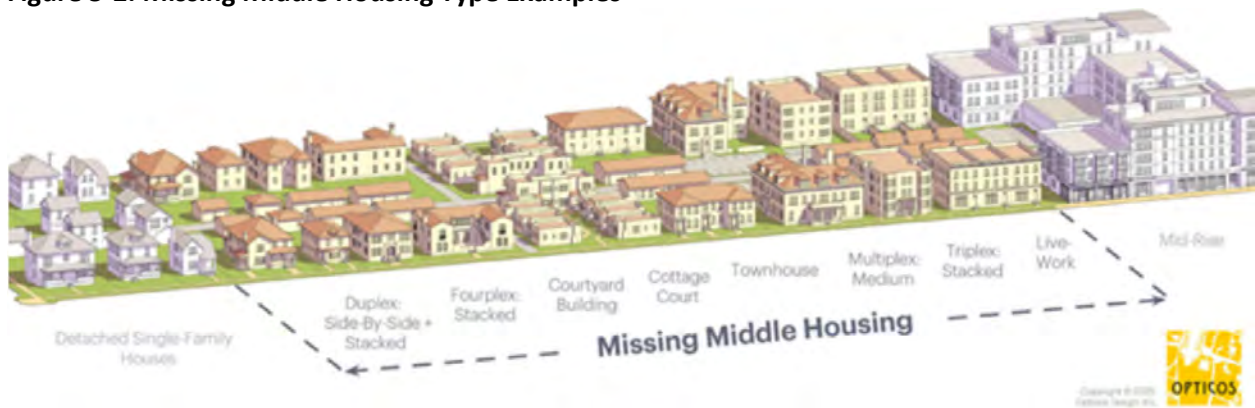 Detached Single-Family
Houses
Duplex:
Side-By-Side +
Stacked
Fourplex:
Stacked
Courtyard
Building
Cottage
Court
Townhouse
Multiplex:
Medium
Triplex:
Stacked
Live-
Work
Mid-Rise
Missing Middle Housing
OPTICOS